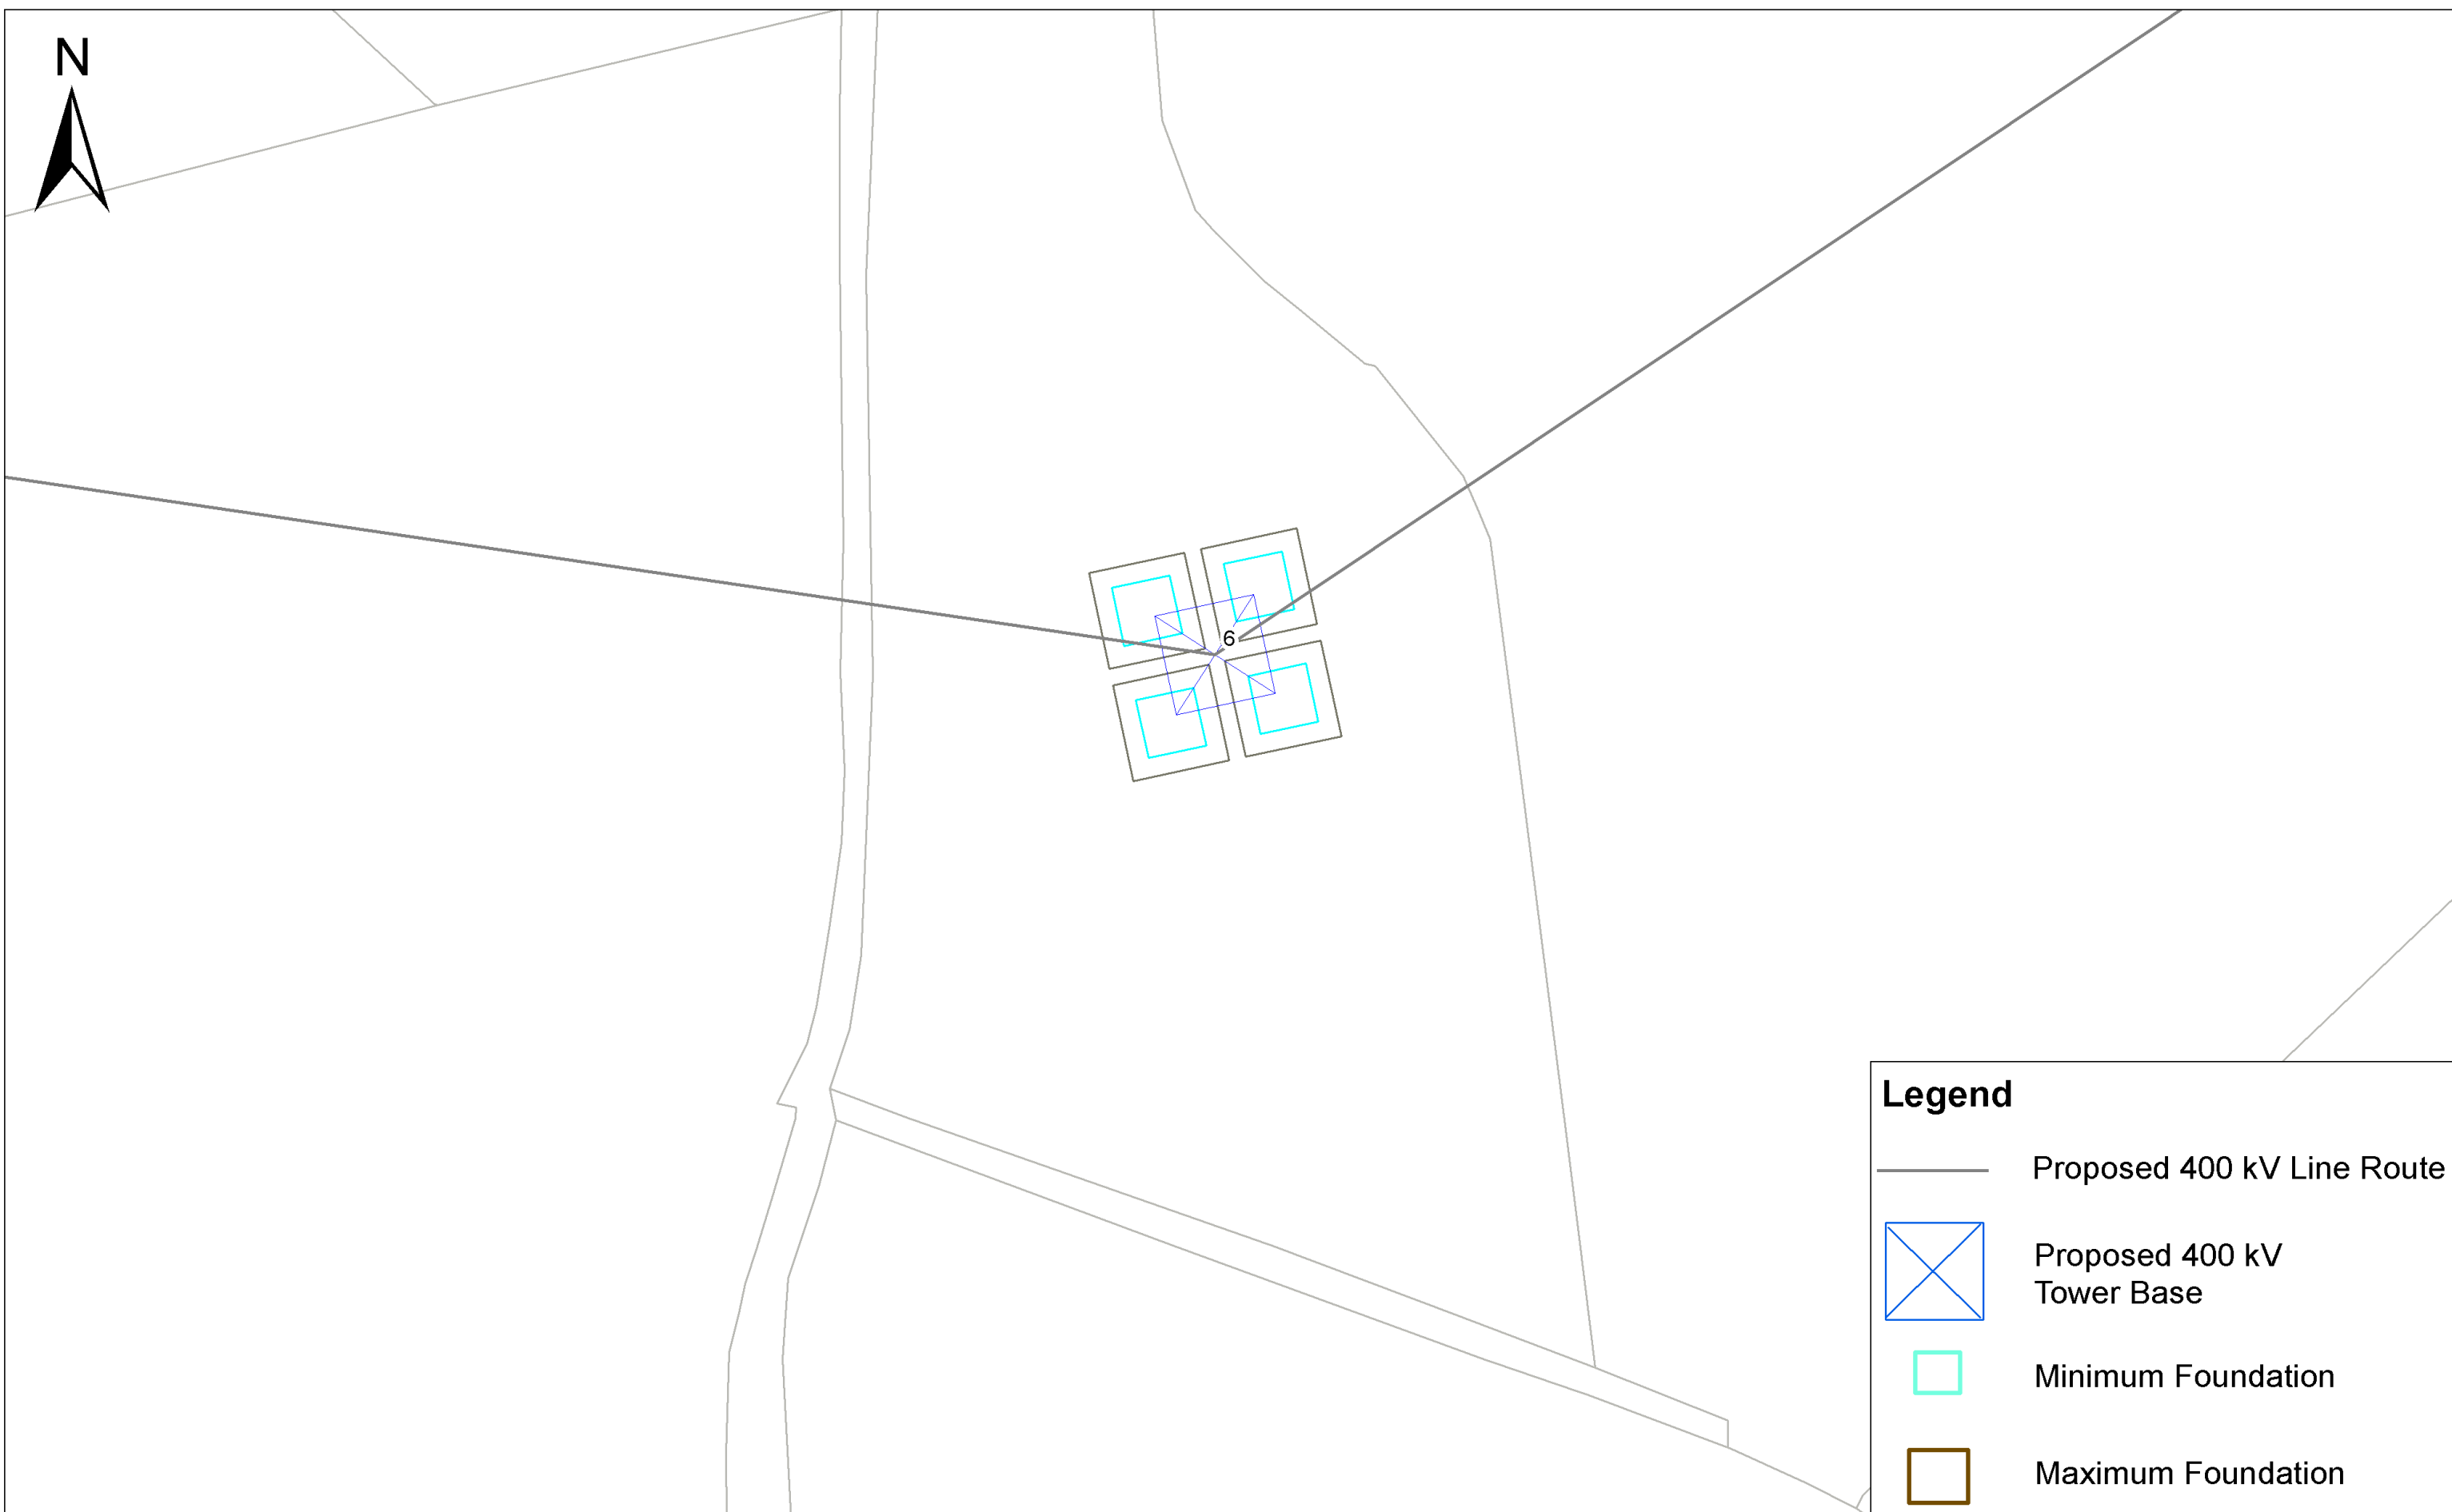 N
6
Legend
Proposed 400 kV Line Route
Proposed 400 kV
Tower Base
Minimum Foundation
Maximum Foundation